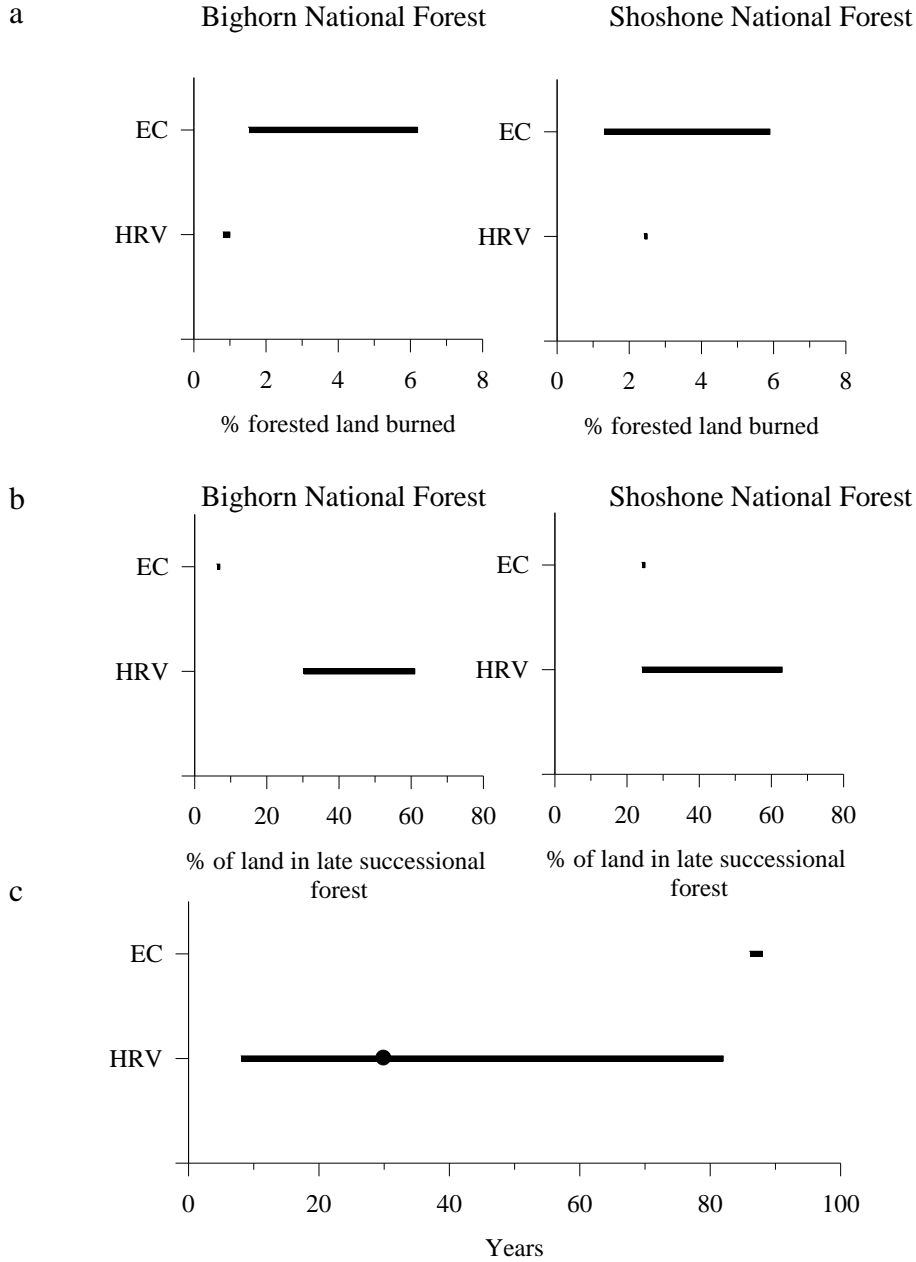 a
Bighorn National Forest
Shoshone National Forest
EC
HRV
0 2 4 6 8
% forested land burned
EC
HRV
0 2 4 6 8
% forested land burned
b
Bighorn National Forest
Shoshone National Forest
EC
HRV
0 20 40 60 80
% of land in late successional
forest
EC
HRV
0 20 40 60 80
% of land in late successional
forest
c
EC
HRV
0 20 40 60 80 100
Years